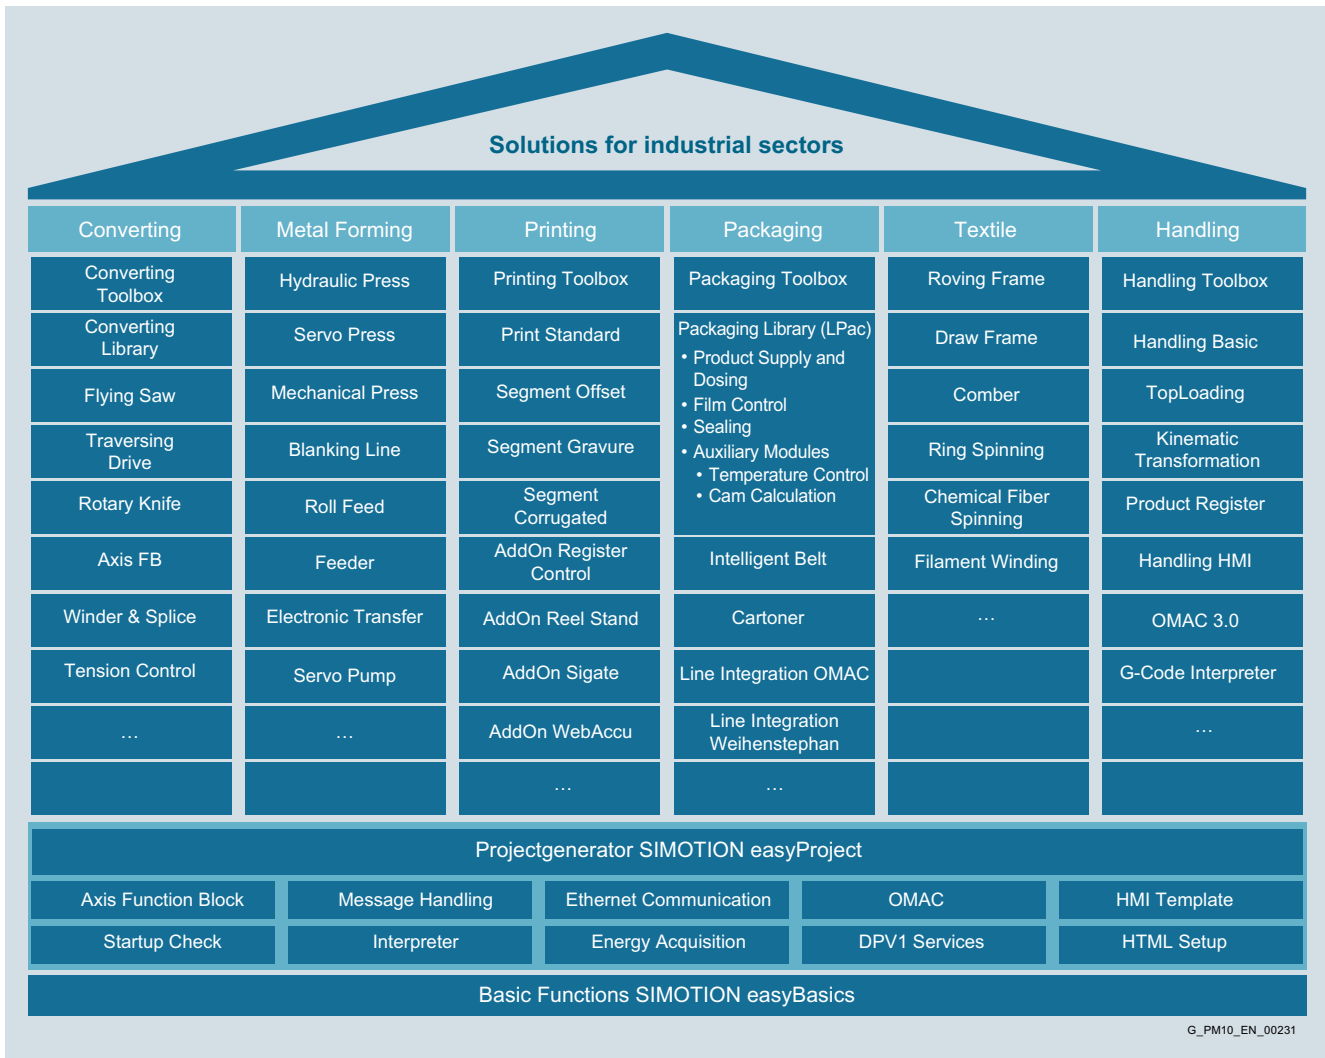 Solutions for industrial sectors
Converting
Metal Forming
Printing
Packaging
Textile
Handling
Converting
Toolbox
Converting
Library
Flying Saw
Traversing
Drive
Rotary Knife
Axis FB
Winder & Splice
Tension Control
…
Hydraulic Press
Servo Press
Mechanical Press
Blanking Line
Roll Feed
Feeder
Electronic Transfer
Servo Pump
…
Printing Toolbox
Print Standard
Segment Offset
Segment Gravure
Segment
Corrugated
AddOn Register
Control
AddOn Reel Stand
AddOn Sigate
AddOn WebAccu
…
Packaging Toolbox
Packaging Library (LPac)
• Product Supply and
Dosing
• Film Control
• Sealing
• Auxiliary Modules
• Temperature Control
• Cam Calculation
Intelligent Belt
Cartoner
Line Integration OMAC
Line Integration
Weihenstephan
…
Roving Frame
Draw Frame
Comber
Ring Spinning
Chemical Fiber
Spinning
Filament Winding
…
Handling Toolbox
Handling Basic
TopLoading
Kinematic
Transformation
Product Register
Handling HMI
OMAC 3.0
G-Code Interpreter
…
Projectgenerator SIMOTION easyProject
Axis Function Block
Message Handling
Ethernet Communication
OMAC
HMI Template
Startup Check
Interpreter
Energy Acquisition
DPV1 Services
HTML Setup
Basic Functions SIMOTION easyBasics
G_PM10_EN_00231